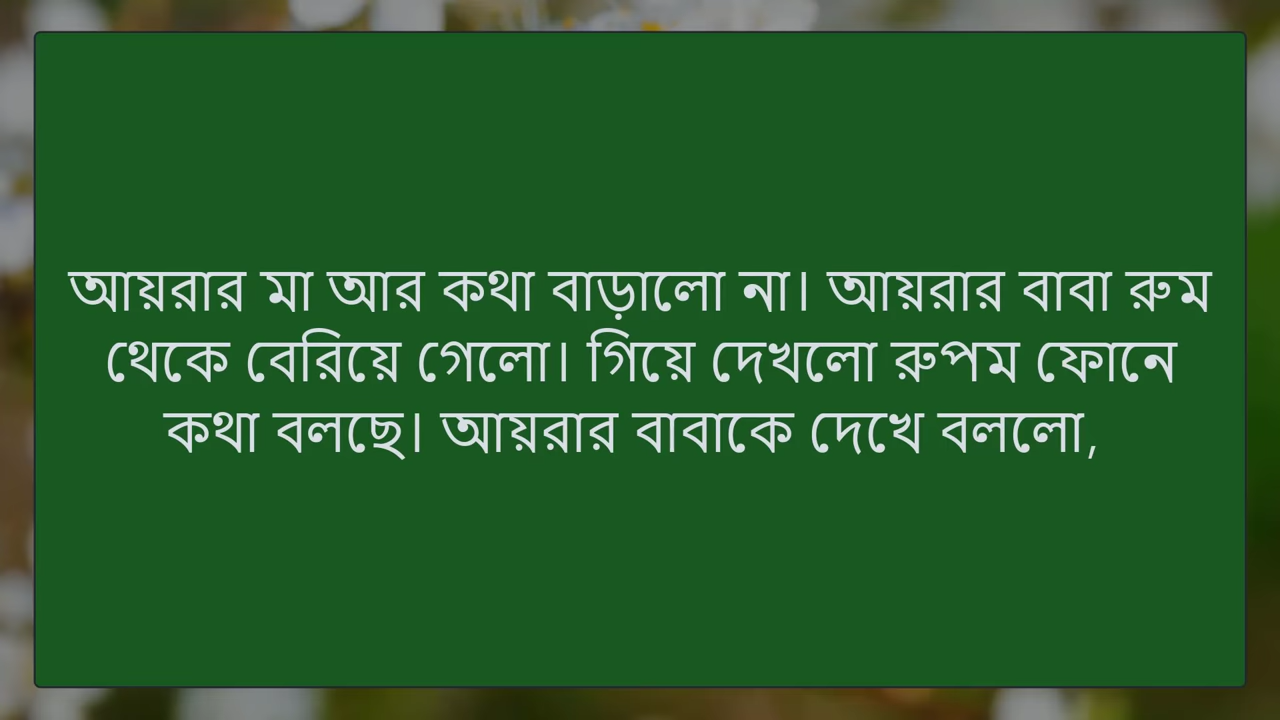 আয়রার মা আর কথা বাড়ালো না। আয়রার বাবা রুম
থেকে বেরিয়ে গেলো। গিয়ে দেখলো রুপম ফোনে
কথা বলছে। আয়রার বাবাকে দেখে বললো,